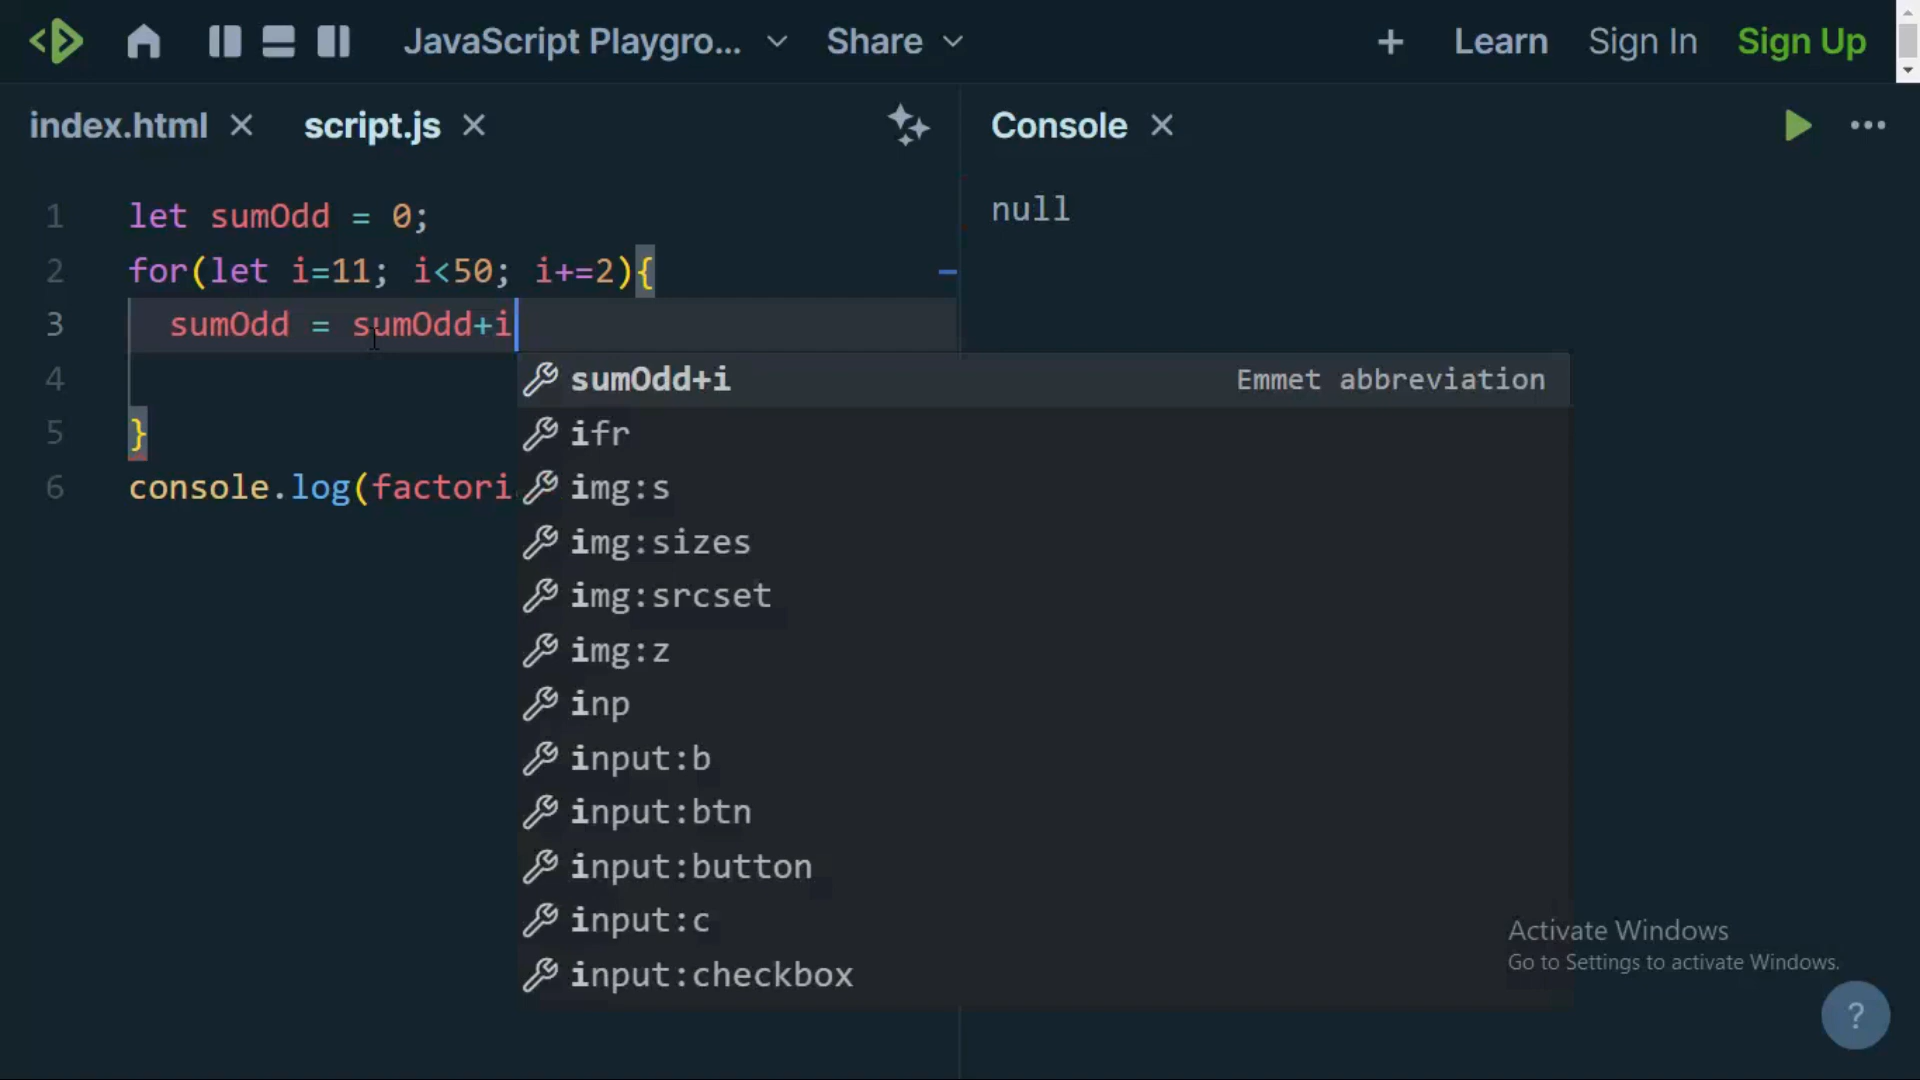 JavaScript Playgro... Share + Learn Sign In Sign Up
index.html × script.js × Console ×
1 let sumOdd = 0;
2 for(let i=11; i<50; i+=2){
3 sumOdd = sumOdd+i
4
5 }
6 console.log(factori
null
sumOdd+i Emmet abbreviation
ifr
img:s
img:sizes
img:srcset
img:z
inp
input:b
input:btn
input:button
input:c
input:checkbox
Activate Windows
Go to Settings to activate Windows.
?